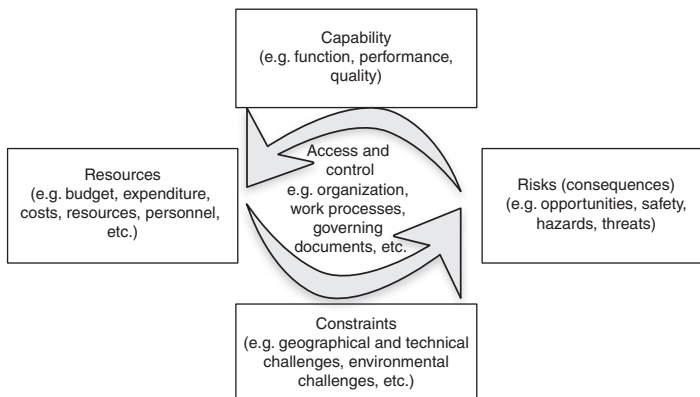 Capability
(e.g. function, performance,
quality)
Resources
(e.g. budget, expenditure,
costs, resources, personnel,
etc.)
Access and
control
e.g. organization,
work processes,
governing
documents, etc.
Risks (consequences)
(e.g. opportunities, safety,
hazards, threats)
Constraints
(e.g. geographical and technical
challenges, environmental
challenges, etc.)